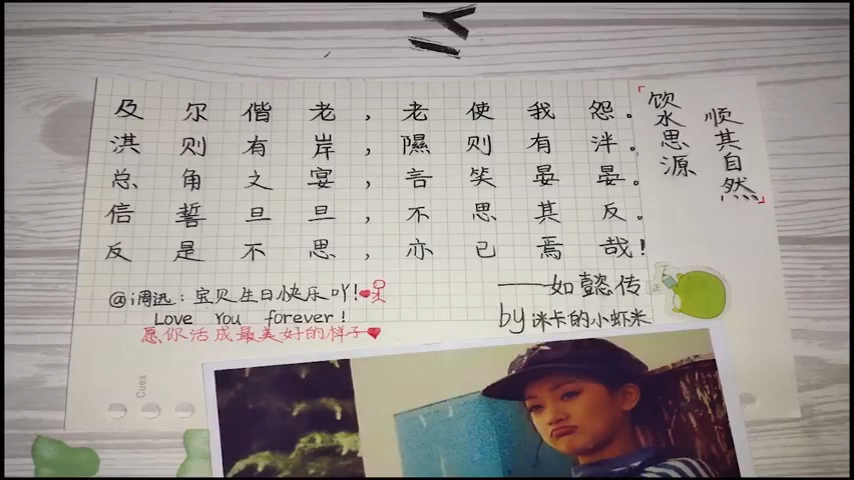 及尔偕老，老使我怨。
洪则有岸，隰则有泮。
总角文宴，言笑晏晏。
信誓旦旦，不思其反。
反是不思，亦已焉哉！
——如懿传
by 咪卡的小虾米
@i周迅：宝贝生日快乐吖！
Love You forever！
愿你活成最美好的样子
「饮水思源
顺其自然」
Cues